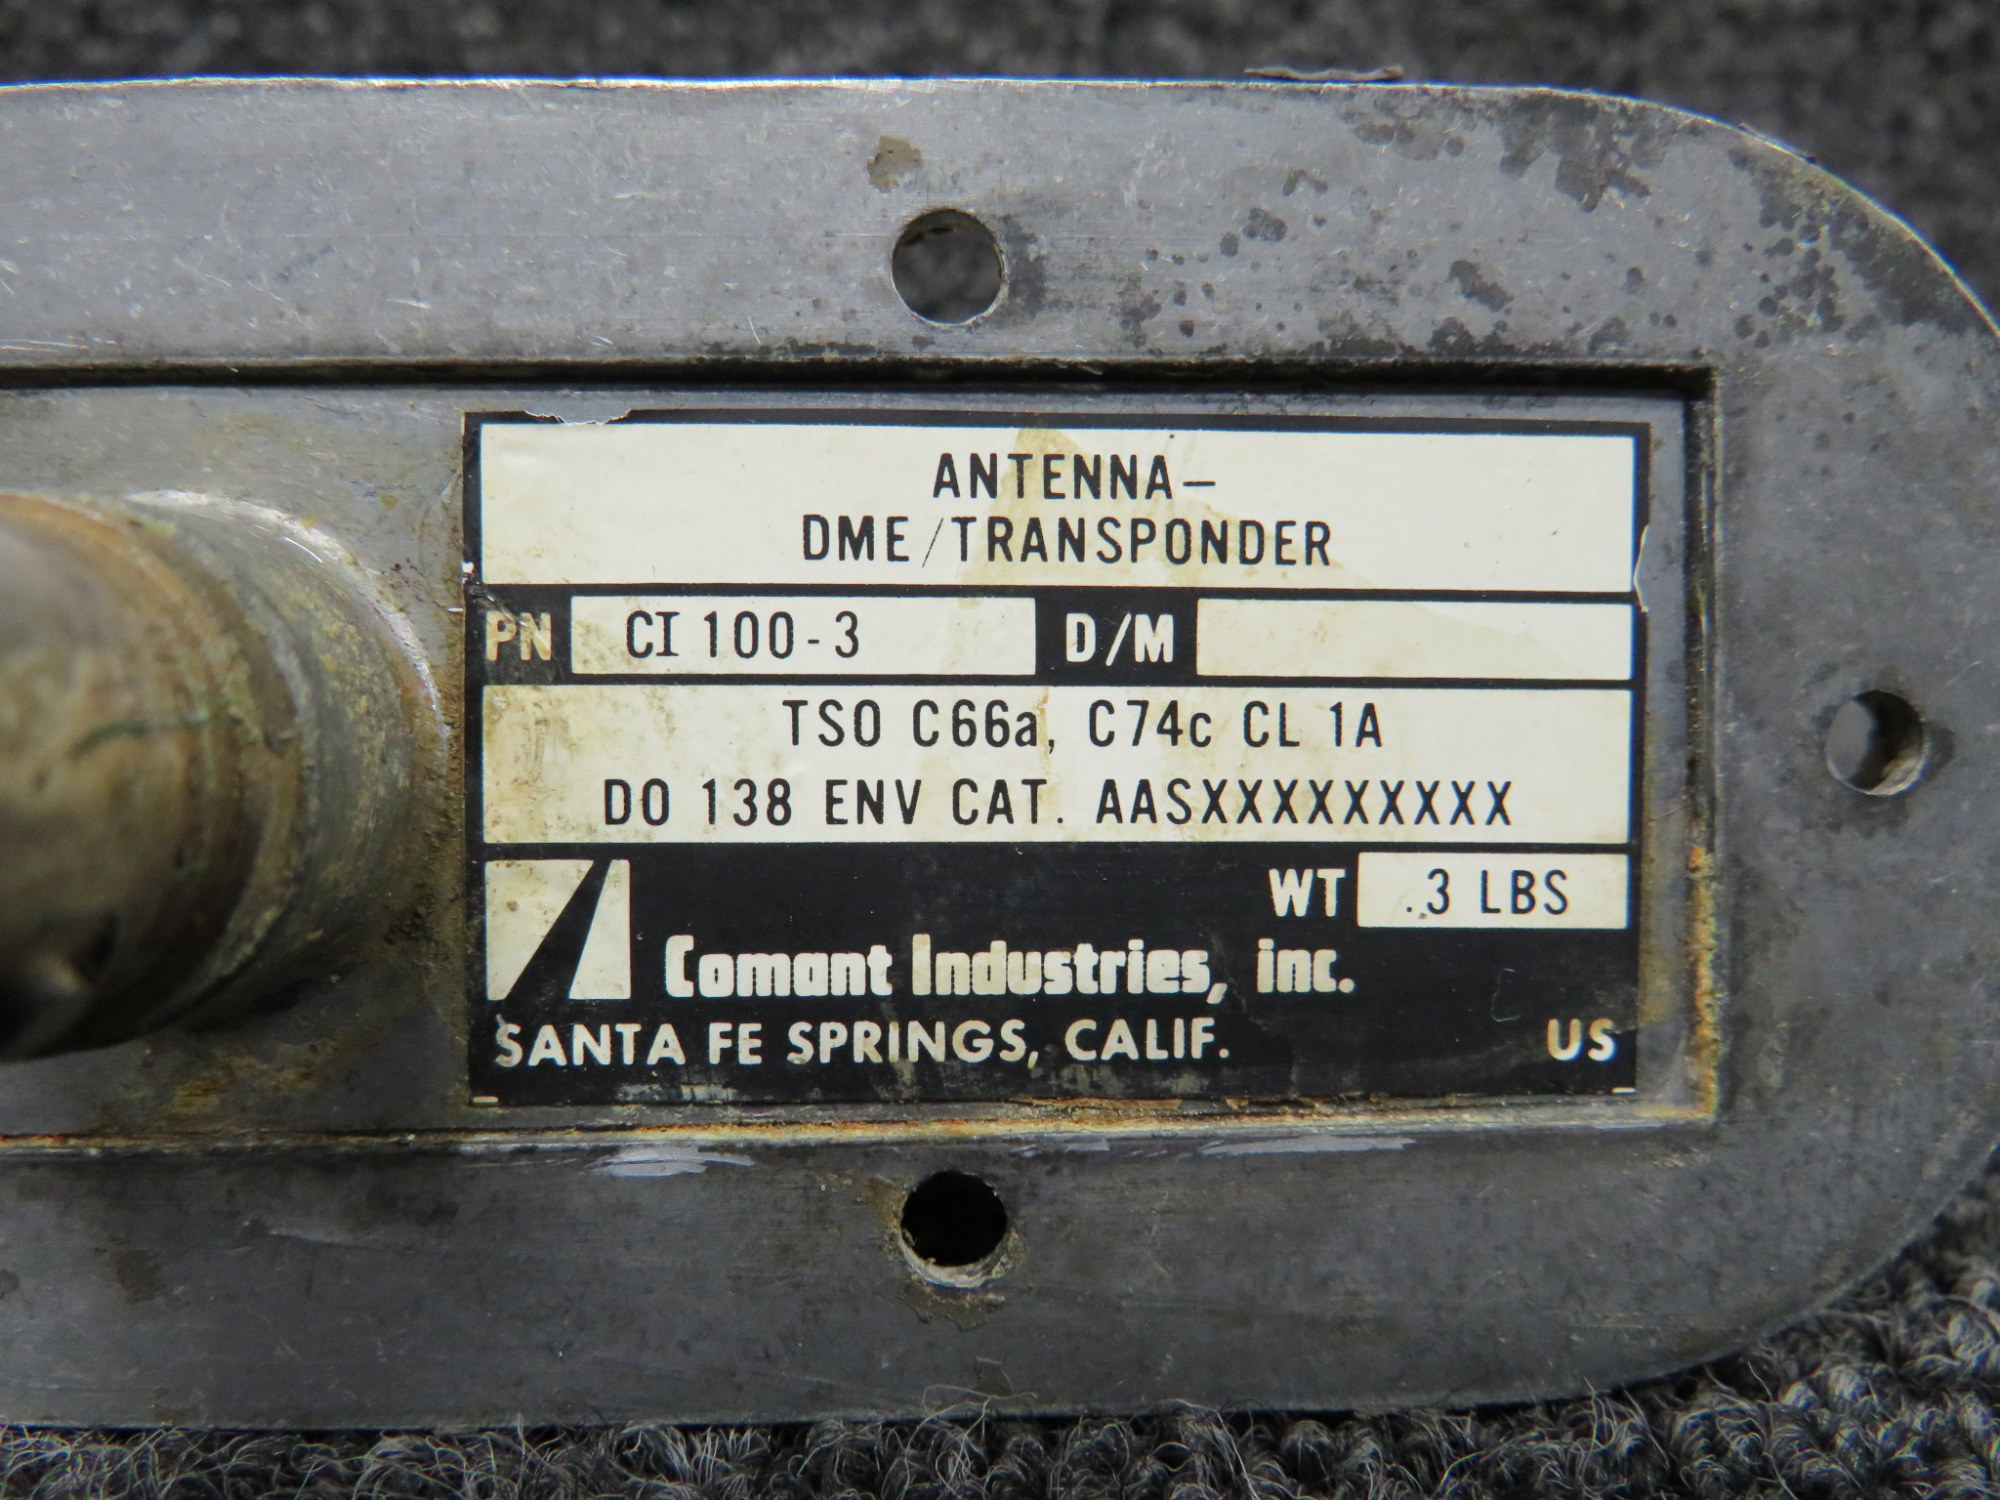 ANTENNA—
DME/TRANSPONDER
PN CI 100-3 D/M
TSO C66a, C74c CL 1A
DO 138 ENV CAT. AASXXXXXXXXX
WT .3 LBS
Comant Industries, inc.
SANTA FE SPRINGS, CALIF. US